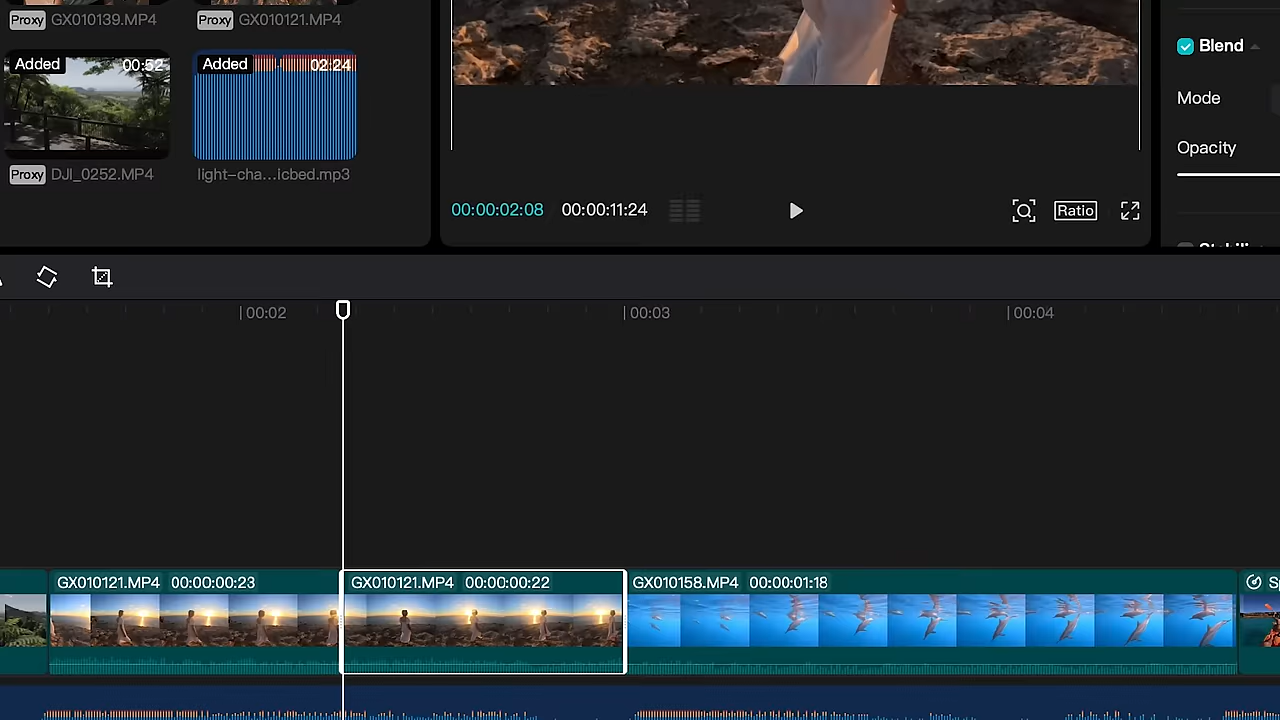 Proxy GX010139.MP4
Proxy GX010121.MP4
Added 00:52
Added 02:24
Proxy DJI_0252.MP4
light-cha...icbed.mp3
00:00:02:08 00:00:11:24
Ratio
Blend
Mode
Opacity
00:02
00:03
00:04
GX010121.MP4 00:00:00:23
GX010121.MP4 00:00:00:22
GX010158.MP4 00:00:01:18